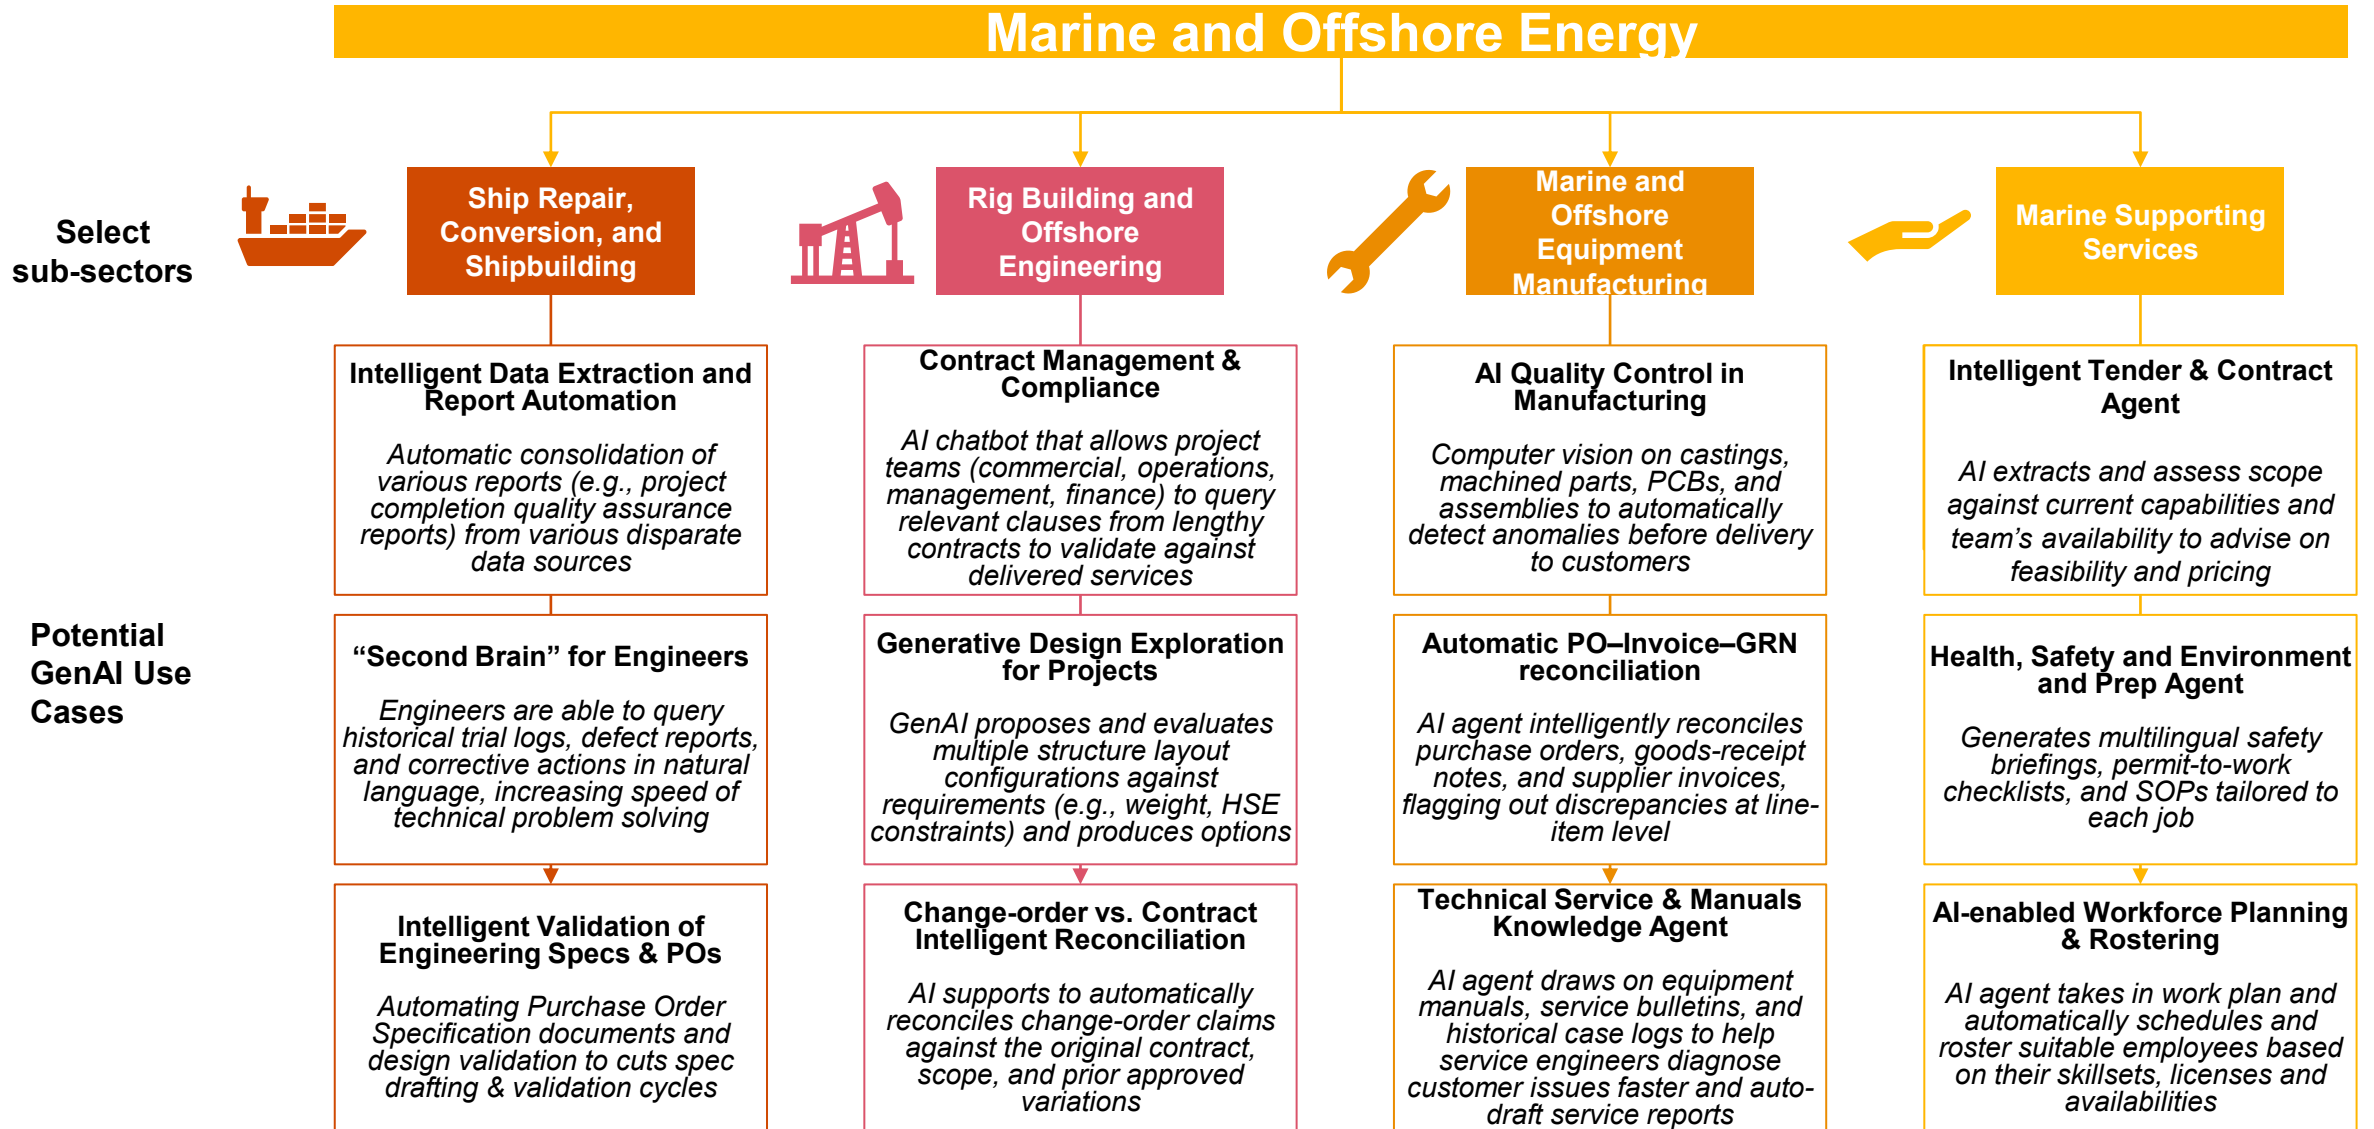 Marine and Offshore Energy
Select
sub-sectors
Ship Repair,
Conversion, and
Shipbuilding
Rig Building and
Offshore
Engineering
Marine and
Offshore
Equipment
Manufacturing
Marine Supporting
Services
Potential
GenAI Use
Cases
Intelligent Data Extraction and
Report Automation
Automatic consolidation of
various reports (e.g., project
completion quality assurance
reports) from various disparate
data sources
Contract Management &
Compliance
AI chatbot that allows project
teams (commercial, operations,
management, finance) to query
relevant clauses from lengthy
contracts to validate against
delivered services
AI Quality Control in
Manufacturing
Computer vision on castings,
machined parts, PCBs, and
assemblies to automatically
detect anomalies before delivery
to customers
Intelligent Tender & Contract
Agent
AI extracts and assess scope
against current capabilities and
team’s availability to advise on
feasibility and pricing
“Second Brain” for Engineers
Engineers are able to query
historical trial logs, defect reports,
and corrective actions in natural
language, increasing speed of
technical problem solving
Generative Design Exploration
for Projects
GenAI proposes and evaluates
multiple structure layout
configurations against
requirements (e.g., weight, HSE
constraints) and produces options
Automatic PO–Invoice–GRN
reconciliation
AI agent intelligently reconciles
purchase orders, goods-receipt
notes, and supplier invoices,
flagging out discrepancies at line-
item level
Health, Safety and Environment
and Prep Agent
Generates multilingual safety
briefings, permit-to-work
checklists, and SOPs tailored to
each job
Intelligent Validation of
Engineering Specs & POs
Automating Purchase Order
Specification documents and
design validation to cuts spec
drafting & validation cycles
Change-order vs. Contract
Intelligent Reconciliation
AI supports to automatically
reconciles change-order claims
against the original contract,
scope, and prior approved
variations
Technical Service & Manuals
Knowledge Agent
AI agent draws on equipment
manuals, service bulletins, and
historical case logs to help
service engineers diagnose
customer issues faster and auto-
draft service reports
AI-enabled Workforce Planning
& Rostering
AI agent takes in work plan and
automatically schedules and
roster suitable employees based
on their skillsets, licenses and
availabilities